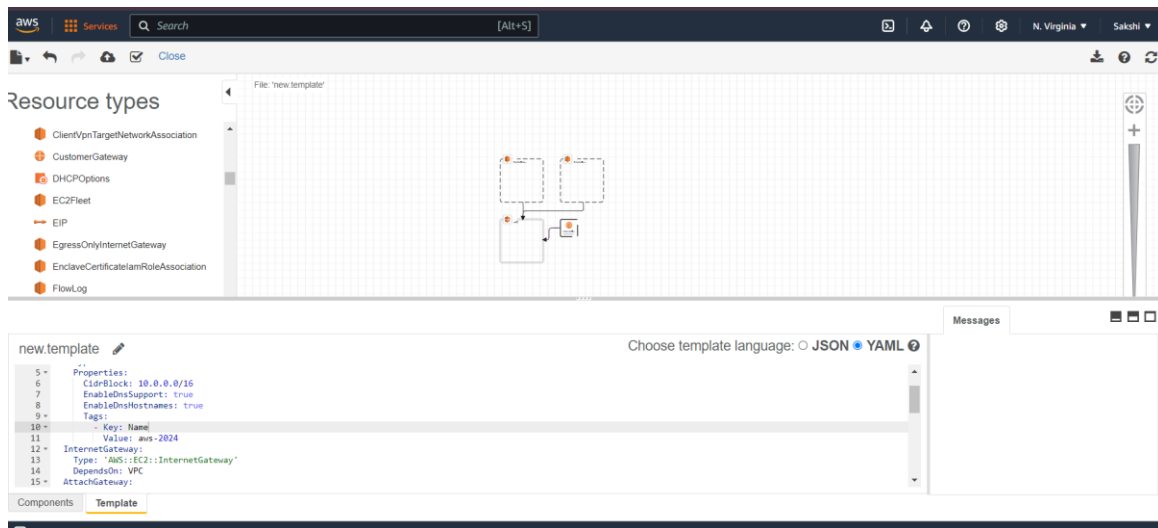 aws Services Search [Alt+S] N. Virginia Sakshi
Close
Resource types
File: 'new.template'
ClientVpnTargetNetworkAssociation
CustomerGateway
DHCPOptions
EC2Fleet
EIP
EgressOnlyInternetGateway
EnclaveCertificateIamRoleAssociation
FlowLog
Messages
new.template
Choose template language: JSON YAML
5 Properties:
6 CidrBlock: 10.0.0.0/16
7 EnableDnsSupport: true
8 EnableDnsHostnames: true
9 Tags:
10 - Key: Name
11 Value: aws-2024
12 InternetGateway:
13 Type: 'AWS::EC2::InternetGateway'
14 DependsOn: VPC
15 AttachGateway:
Components Template